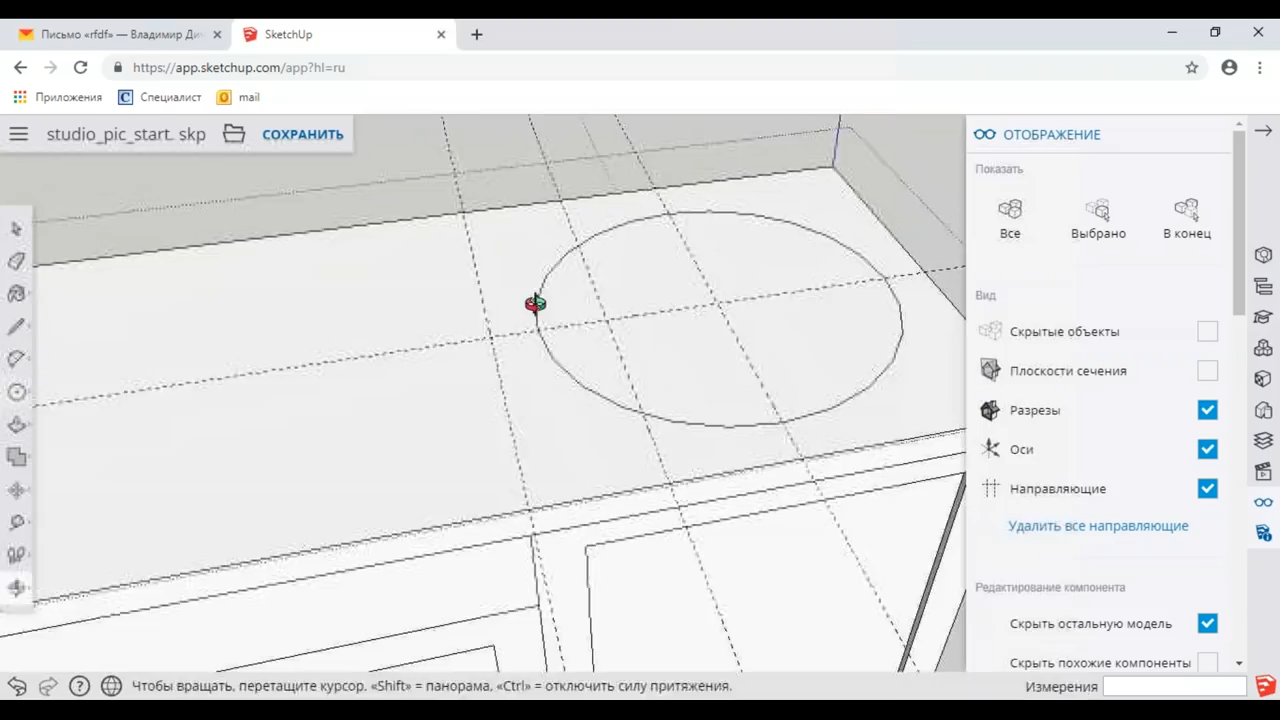 Письмо «rfdf» — Владимир Ди
SketchUp
https://app.sketchup.com/app?hl=ru
Приложения
Специалист
mail
studio_pic_start. skp
СОХРАНИТЬ
ОТОБРАЖЕНИЕ
Показать
Все Выбрано В конец
Вид
Скрытые объекты
Плоскости сечения
Разрезы
Оси
Направляющие
Удалить все направляющие
Редактирование компонента
Скрыть остальную модель
Скрыть похожие компоненты
Чтобы вращать, перетащите курсор. «Shift» = панорама, «Ctrl» = отключить силу притяжения.
Измерения